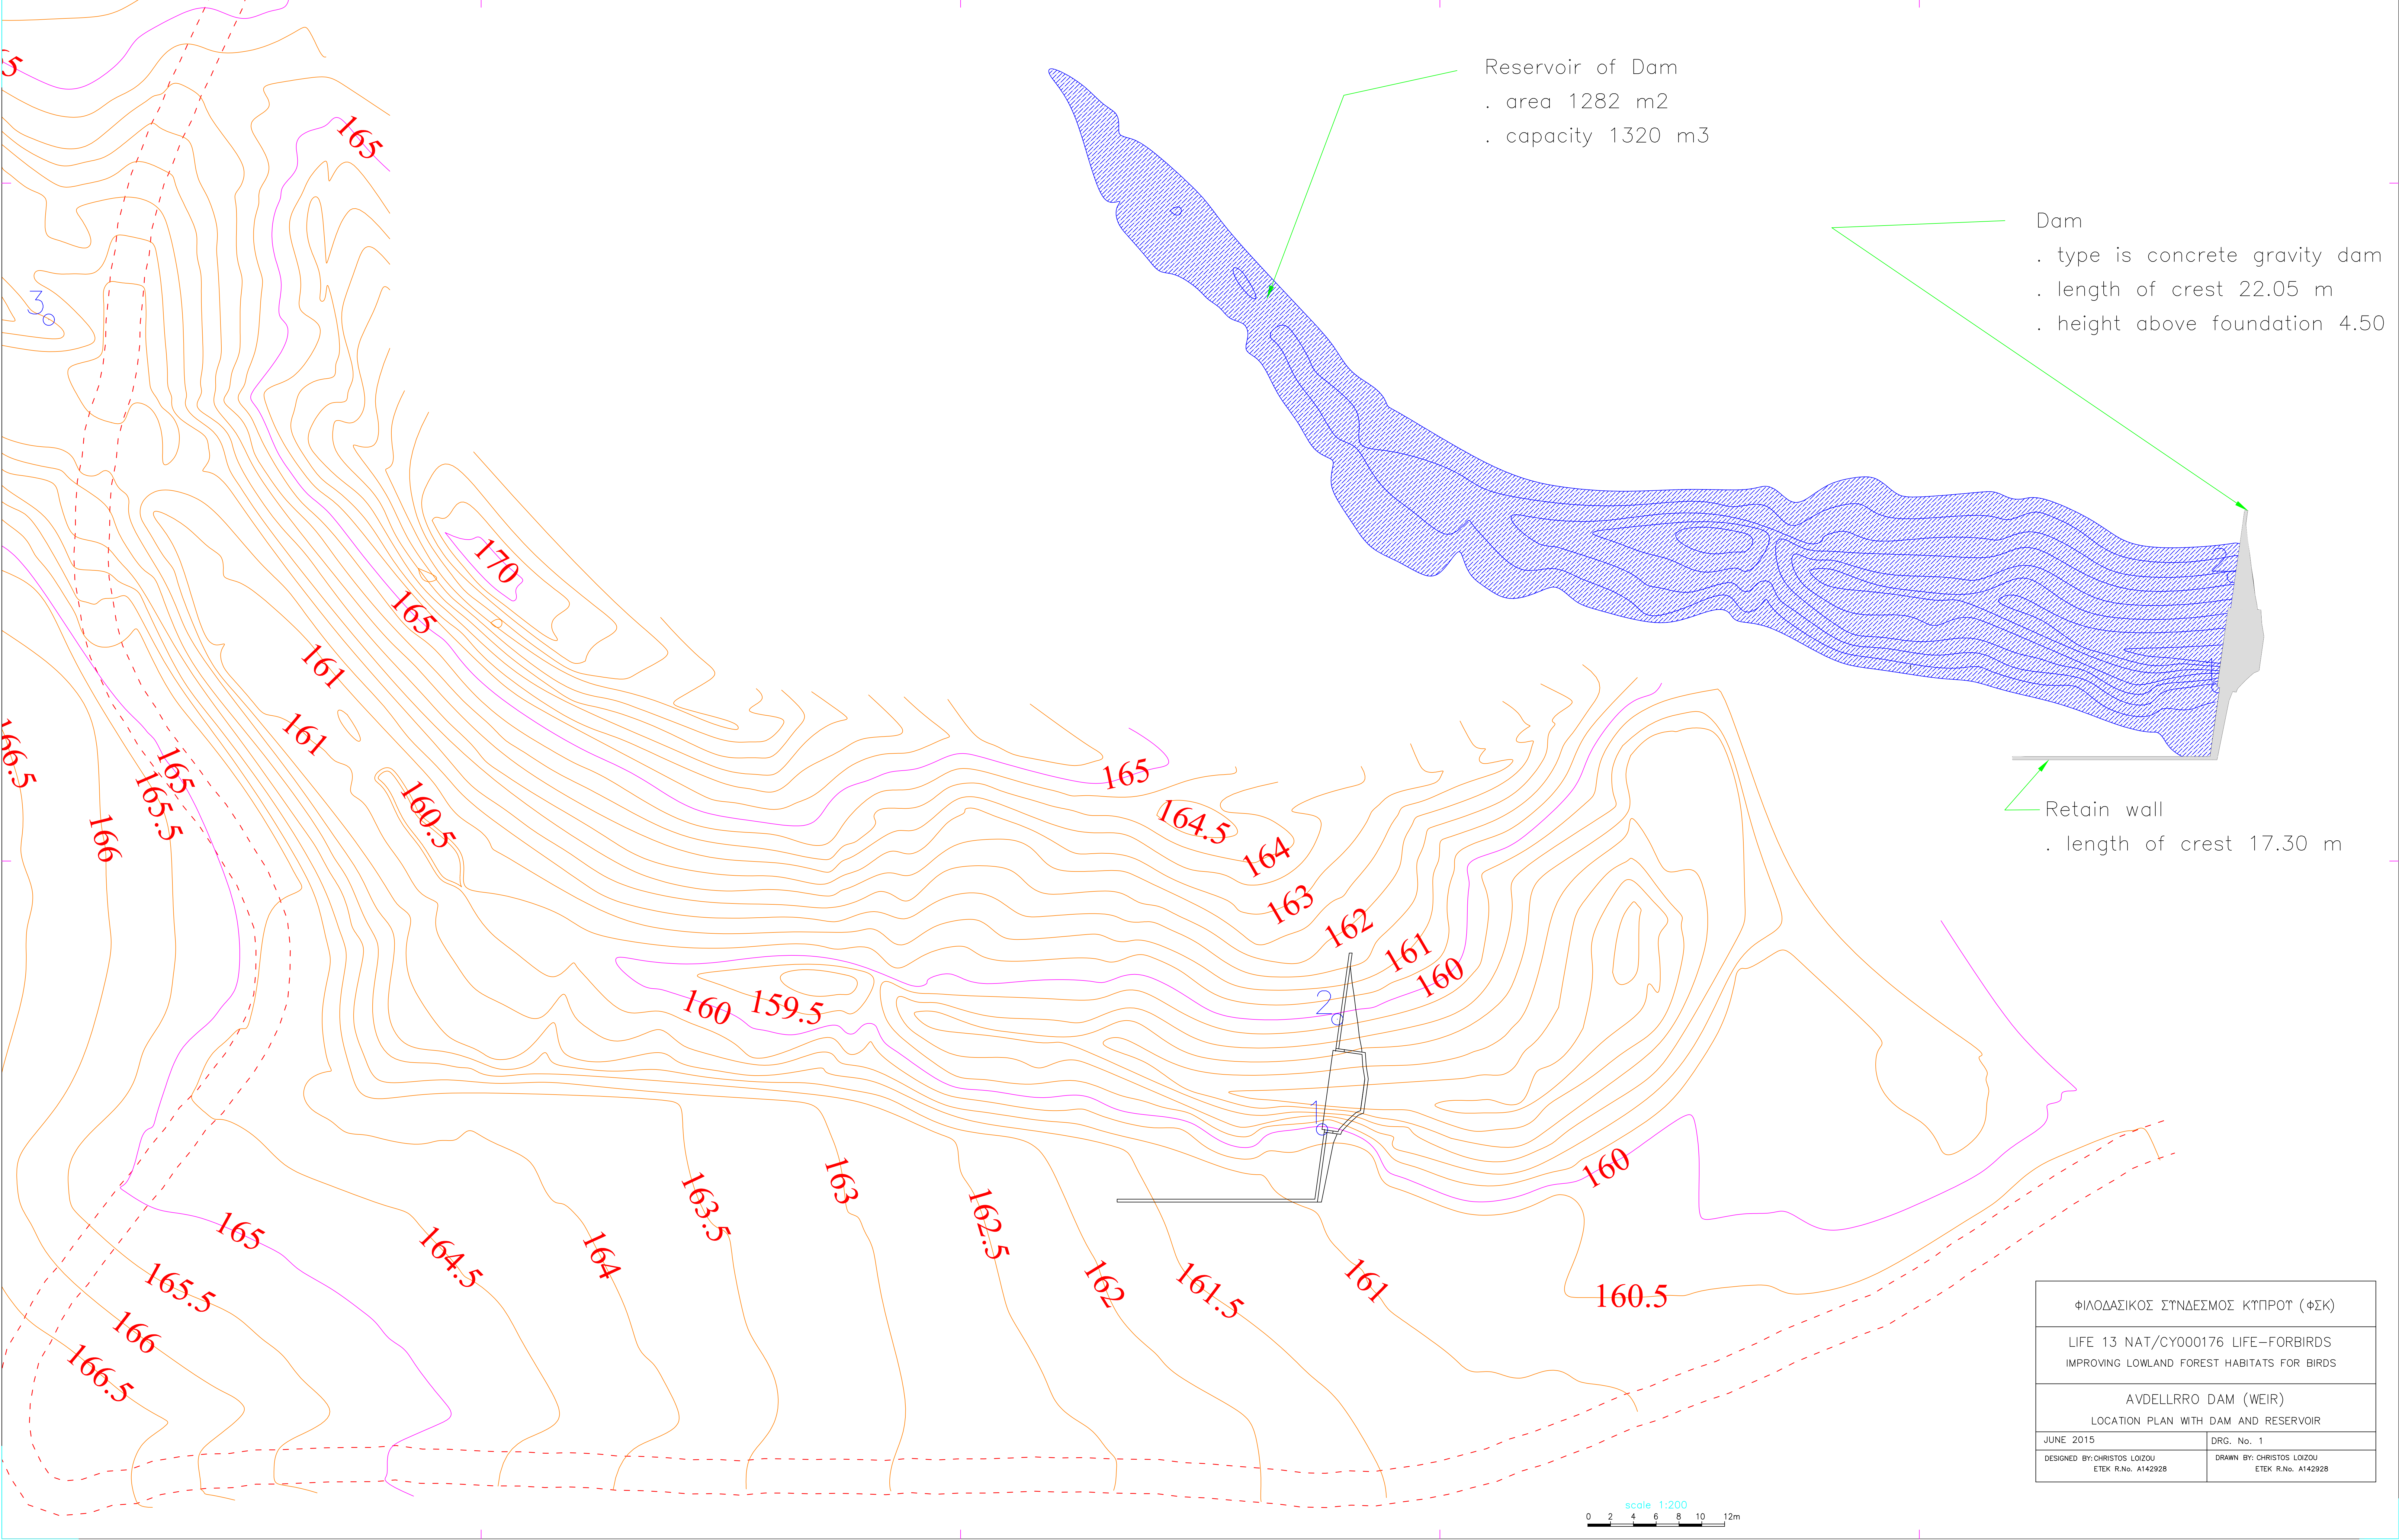 Reservoir of Dam
. area 1282 m2
. capacity 1320 m3
Dam
. type is concrete gravity dam
. length of crest 22.05 m
. height above foundation 4.50
Retain wall
. length of crest 17.30 m
165
3
170
165
161
161
160.5
166.5
166
165.5
165
165
164.5
164
163
162
161
160
160
159.5
2
1
2
1
160
160.5
163.5
163
162.5
162
161.5
161
165
164.5
164
165.5
166
166.5
ΦΙΛΟΔΑΣΙΚΟΣ ΣΥΝΔΕΣΜΟΣ ΚΥΠΡΟΥ (ΦΣΚ)
LIFE 13 NAT/CY000176 LIFE-FORBIRDS
IMPROVING LOWLAND FOREST HABITATS FOR BIRDS
AVDELLRRO DAM (WEIR)
LOCATION PLAN WITH DAM AND RESERVOIR
JUNE 2015
DRG. No. 1
DESIGNED BY: CHRISTOS LOIZOU
ETEK R.No. A142928
DRAWN BY: CHRISTOS LOIZOU
ETEK R.No. A142928
scale 1:200
0 2 4 6 8 10 12m